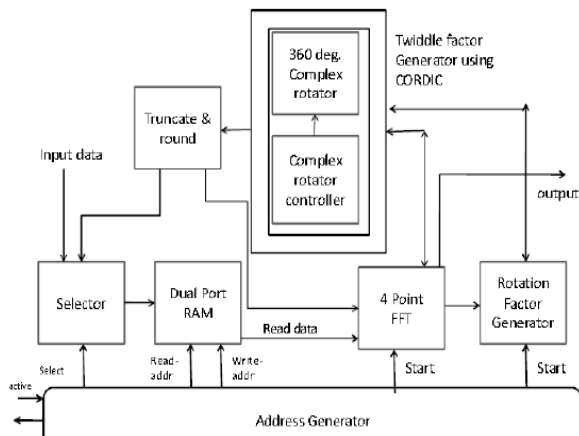 360 deg.
Complex
rotator
Twiddle factor
Generator using
CORDIC
Truncate &
round
Input data
Complex
rotator
controller
output
Selector
Dual Port
RAM
4 Point
FFT
Rotation
Factor
Generator
Read data
Select
Read-
addr
Write-
addr
Start
Start
active
Address Generator